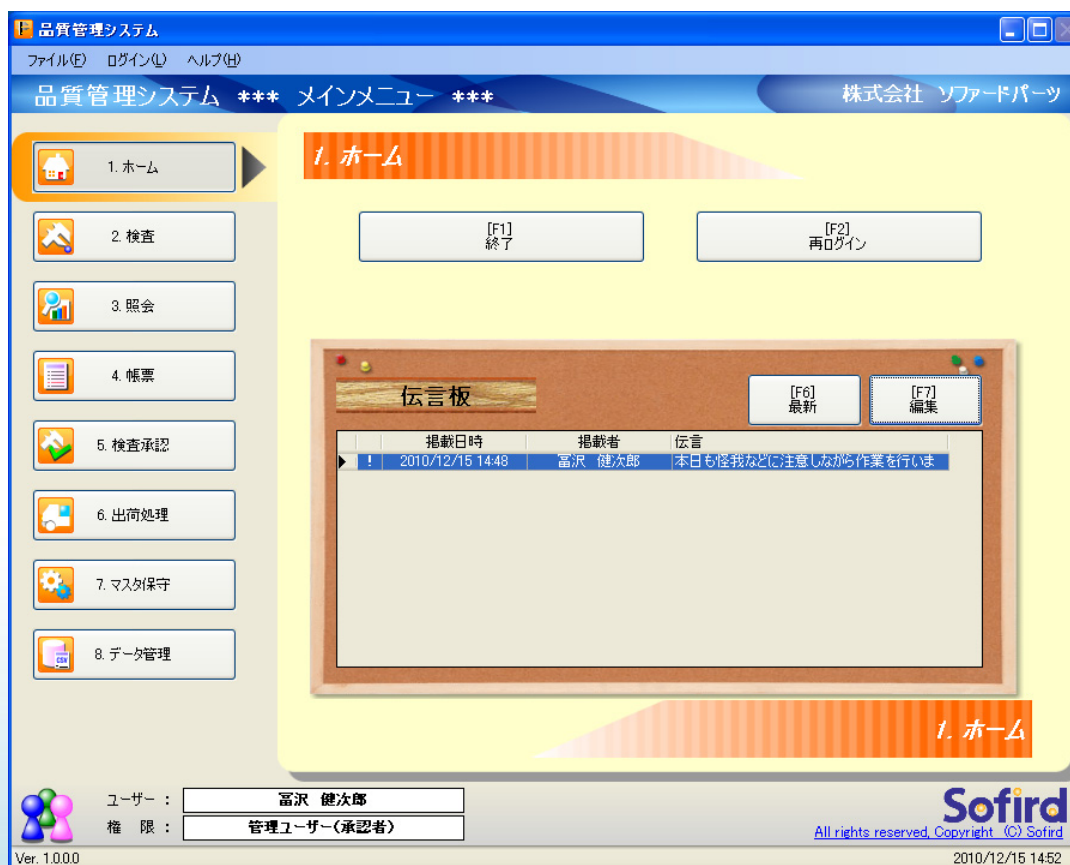 品質管理システム
ファイル(F) ログイン(L) ヘルプ(H)
品質管理システム *** メインメニュー ***
株式会社 ソファードパーツ
1. ホーム
2. 検査
3. 照会
4. 帳票
5. 検査承認
6. 出荷処理
7. マスタ保守
8. データ管理
CSV
1. ホーム
[F1]
終了
[F2]
再ログイン
伝言板
[F6]
最新
[F7]
編集
掲載日時 掲載者 伝言
! 2010/12/15 14:48 冨沢 健次郎 本日も怪我などに注意しながら作業を行いま
1. ホーム
ユーザー : 冨沢 健次郎
権 限 : 管理ユーザー(承認者)
Sofird
All rights reserved, Copyright (C) Sofird
Ver. 1.0.0.0
2010/12/15 14:52